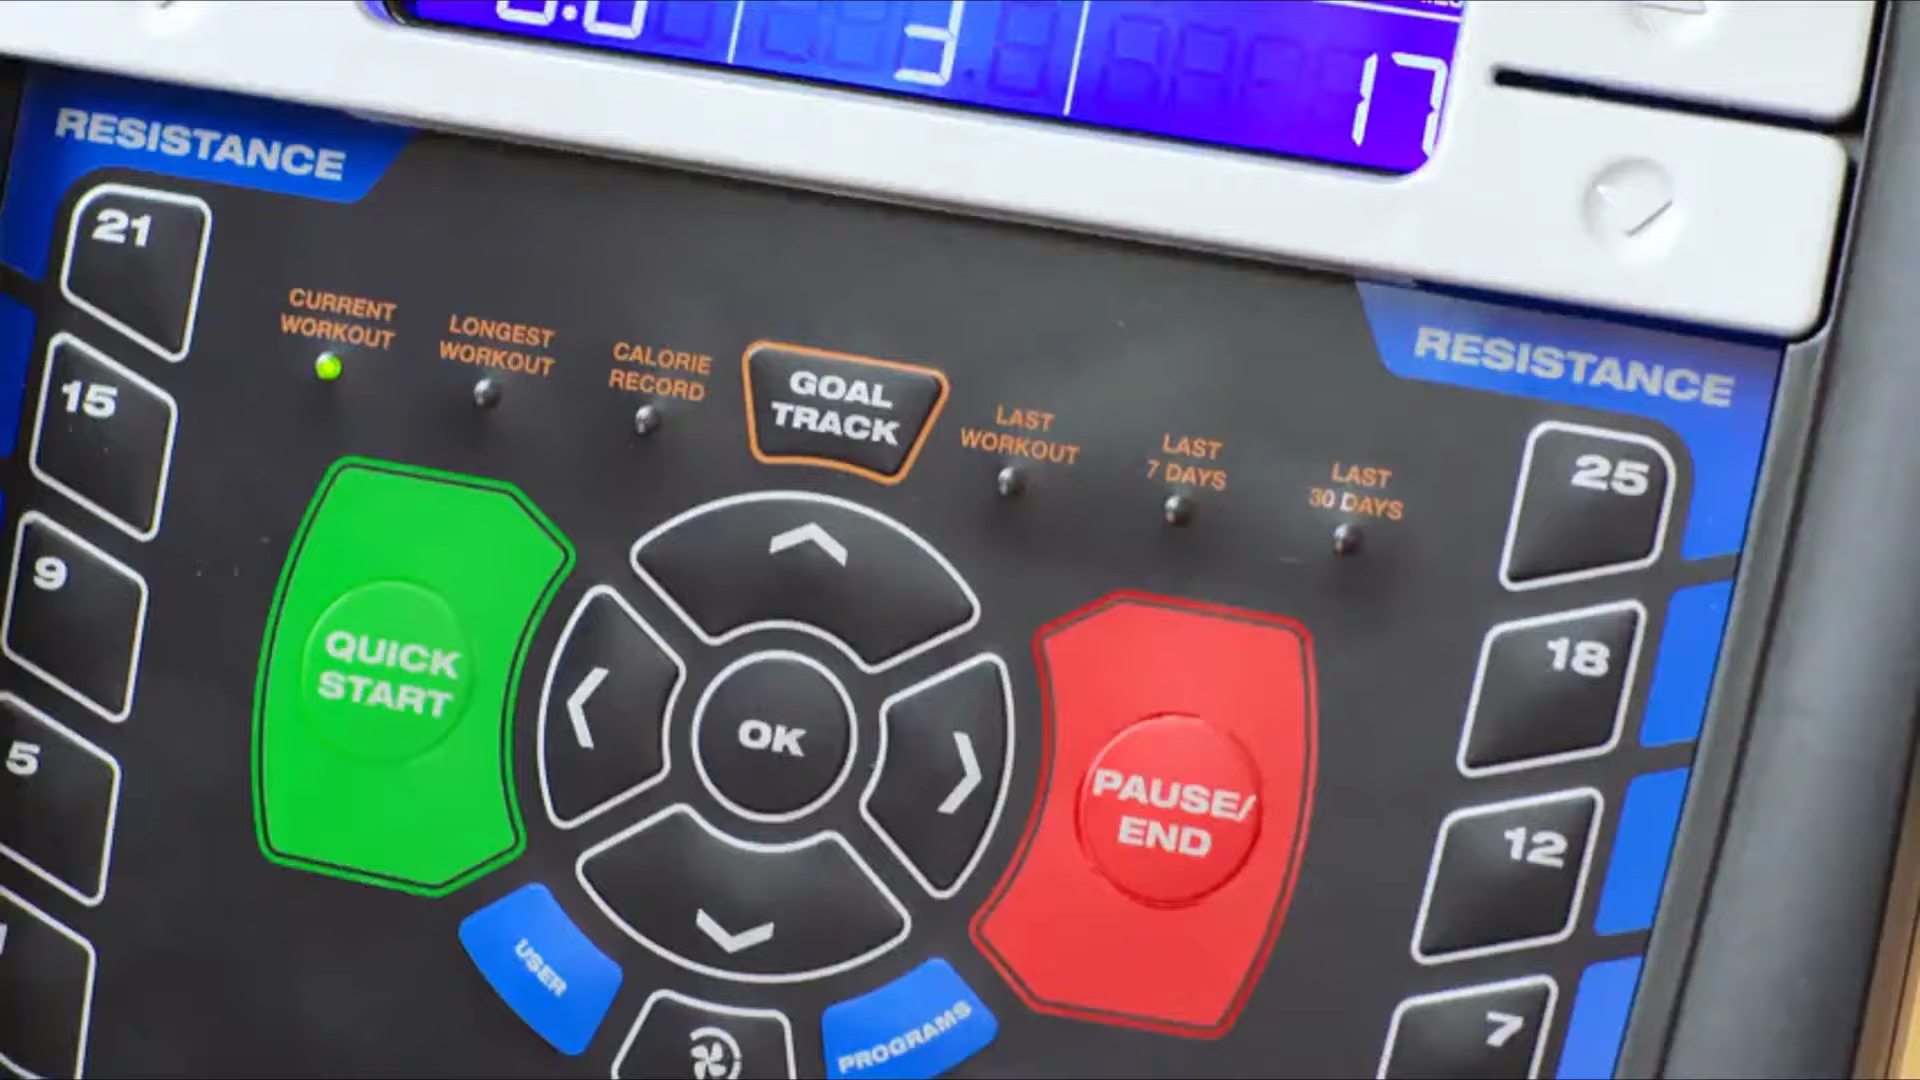 3
17
RESISTANCE
21
15
9
5
CURRENT
WORKOUT
LONGEST
WORKOUT
CALORIE
RECORD
GOAL
TRACK
LAST
WORKOUT
LAST
7 DAYS
LAST
30 DAYS
QUICK
START
OK
PAUSE/
END
USER
PROGRAMS
RESISTANCE
25
18
12
7